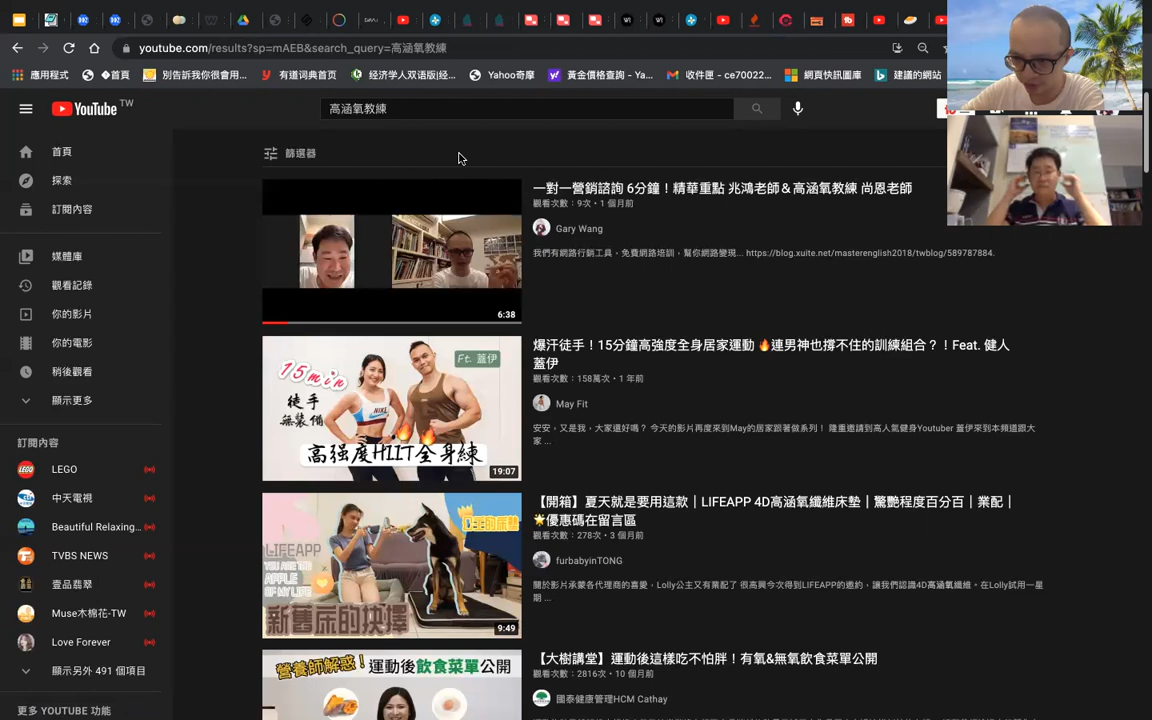 youtube.com/results?sp=mAEB&search_query=高涵氧教練
應用程式
�首頁
別告訴我你很會用...
有道词典首页
经济学人双语版|经...
Yahoo奇摩
黃金價格查詢 - Ya...
收件匣 - ce70022...
網頁快訊圖庫
建議的網站
YouTube TW
高涵氧教練
首頁
探索
訂閱內容
媒體庫
觀看記錄
你的影片
你的電影
稍後觀看
顯示更多
訂閱內容
LEGO
中天電視
Beautiful Relaxing...
TVBS NEWS
壹品翡翠
Muse木棉花-TW
Love Forever
顯示另外 491 個項目
更多 YOUTUBE 功能
篩選器
6:38
一對一營銷諮詢 6分鐘！精華重點 兆鴻老師＆高涵氧教練 尚恩老師
觀看次數：9次・1 個月前
Gary Wang
我們有網路行銷工具，免費網路培訓，幫你網路變現... https://blog.xuite.net/masterenglish2018/twblog/589787884.
15min
徒手
無裝備
Ft. 蓋伊
高强度HIIT全身練
19:07
爆汗徒手！15分鐘高強度全身居家運動 🔥連男神也撐不住的訓練組合？！Feat. 健人
蓋伊
觀看次數：158萬次・1 年前
May Fit
安安，又是我，大家還好嗎？ 今天的影片再度來到May的居家跟著做系列！ 隆重邀請到高人氣健身Youtuber 蓋伊來到本頻道跟大
家 ...
LIFEAPP
YOU ARE THE
APPLE
OF MY LIFE
新舊床的抉擇
9:49
【開箱】夏天就是要用這款｜LIFEAPP 4D高涵氧纖維床墊｜驚艷程度百分百｜業配｜
🌟優惠碼在留言區
觀看次數：278次・3 個月前
furbabyinTONG
關於影片承蒙各代理商的喜愛，Lolly公主又有業配了 很高興今次得到LIFEAPP的邀約，讓我們認識4D高涵氧纖維。在Lolly試用一星
期 ...
營養師解惑！運動後飲食菜單公開
【大樹講堂】運動後這樣吃不怕胖！有氧&無氧飲食菜單公開
觀看次數：2816次・10 個月前
國泰健康管理HCM Cathay